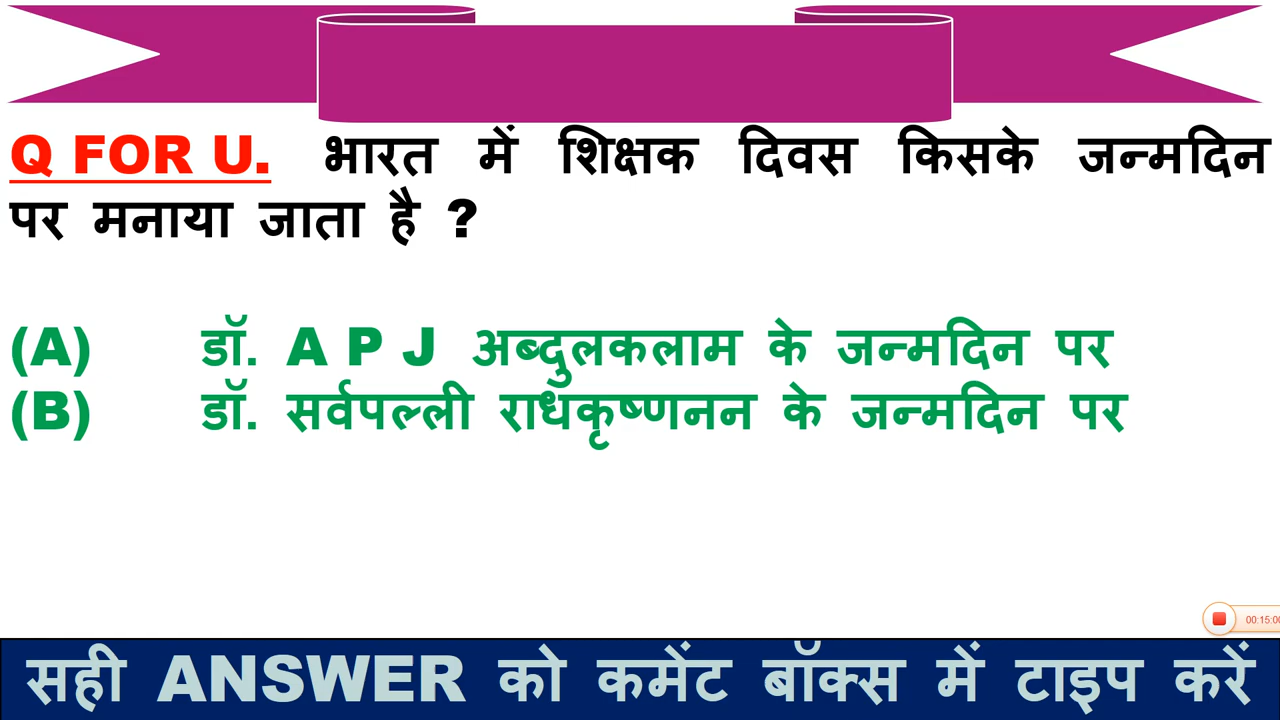 Q FOR U. भारत में शिक्षक दिवस किसके जन्मदिन
पर मनाया जाता है ?
(A) डॉ. A P J अब्दुलकलाम के जन्मदिन पर
(B) डॉ. सर्वपल्ली राधकृष्णनन के जन्मदिन पर
00:15:00
सही ANSWER को कमेंट बॉक्स में टाइप करें